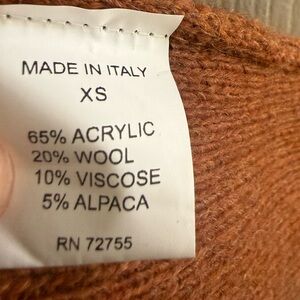 MADE IN ITALY
XS
65% ACRYLIC
20% WOOL
10% VISCOSE
5% ALPACA
RN 72755